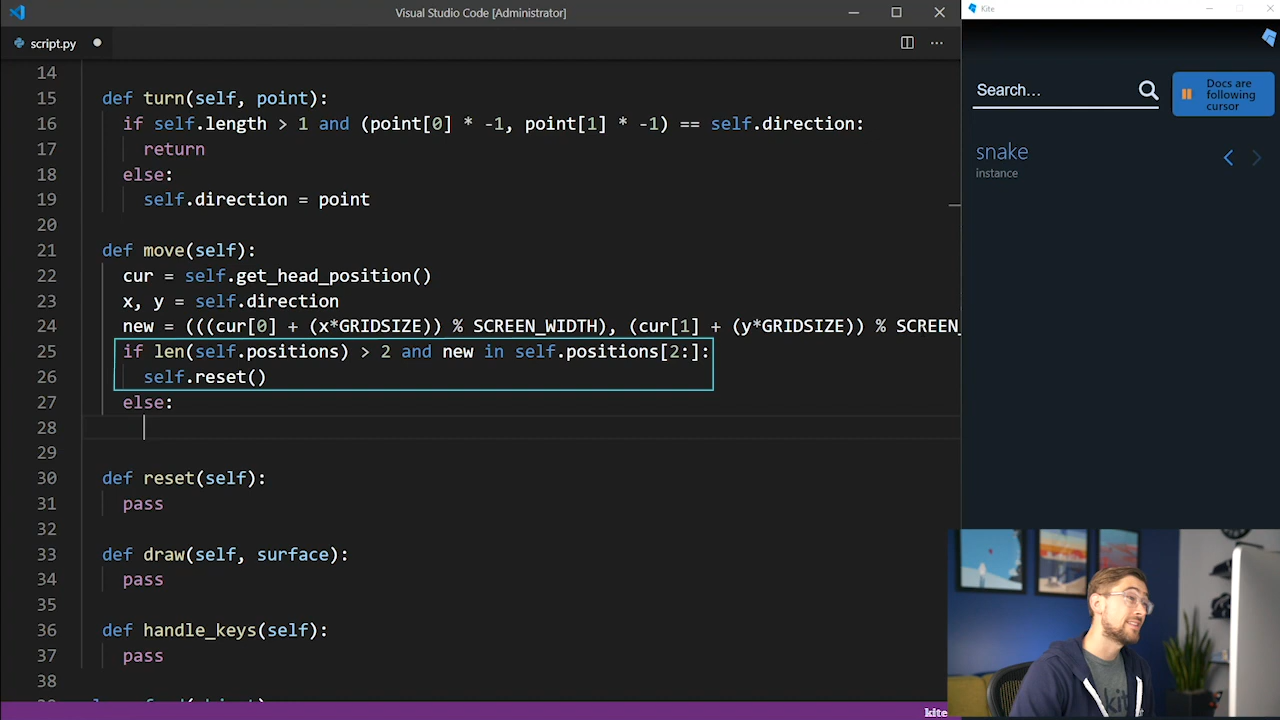 Visual Studio Code [Administrator]
script.py
14
15 def turn(self, point):
16 if self.length > 1 and (point[0] * -1, point[1] * -1) == self.direction:
17 return
18 else:
19 self.direction = point
20
21 def move(self):
22 cur = self.get_head_position()
23 x, y = self.direction
24 new = (((cur[0] + (x*GRIDSIZE)) % SCREEN_WIDTH), (cur[1] + (y*GRIDSIZE)) % SCREEN_
25 if len(self.positions) > 2 and new in self.positions[2:]:
26 self.reset()
27 else:
28
29
30 def reset(self):
31 pass
32
33 def draw(self, surface):
34 pass
35
36 def handle_keys(self):
37 pass
38
kite
Kite
Search...
Docs are
following
cursor
snake
instance